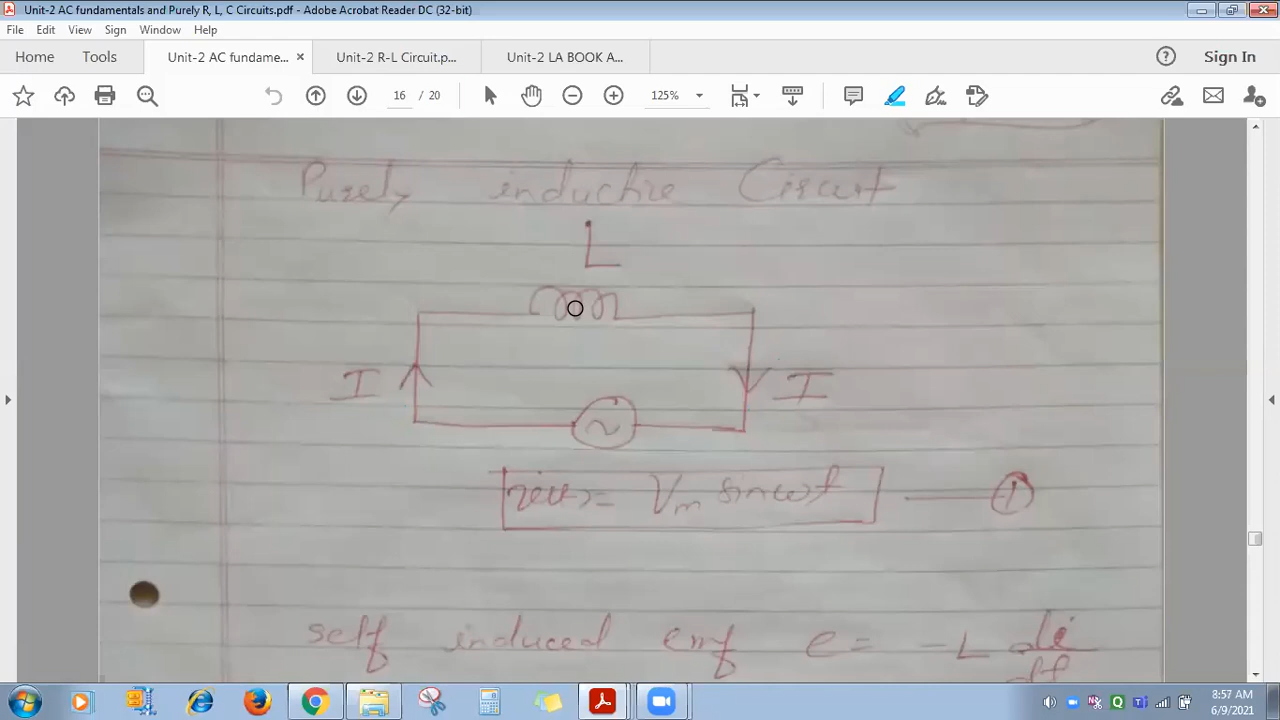 Unit-2 AC fundamentals and Purely R, L, C Circuits.pdf - Adobe Acrobat Reader DC (32-bit)
File Edit View Sign Window Help
Home Tools Unit-2 AC fundame... × Unit-2 R-L Circuit.p... Unit-2 LA BOOK A... ? Sign In
16 / 20 125%
Purely inductive Circuit
L
I I
~
v(t) = Vm sinωt 1
self induced emf e = -L di
dt
8:57 AM
6/9/2021